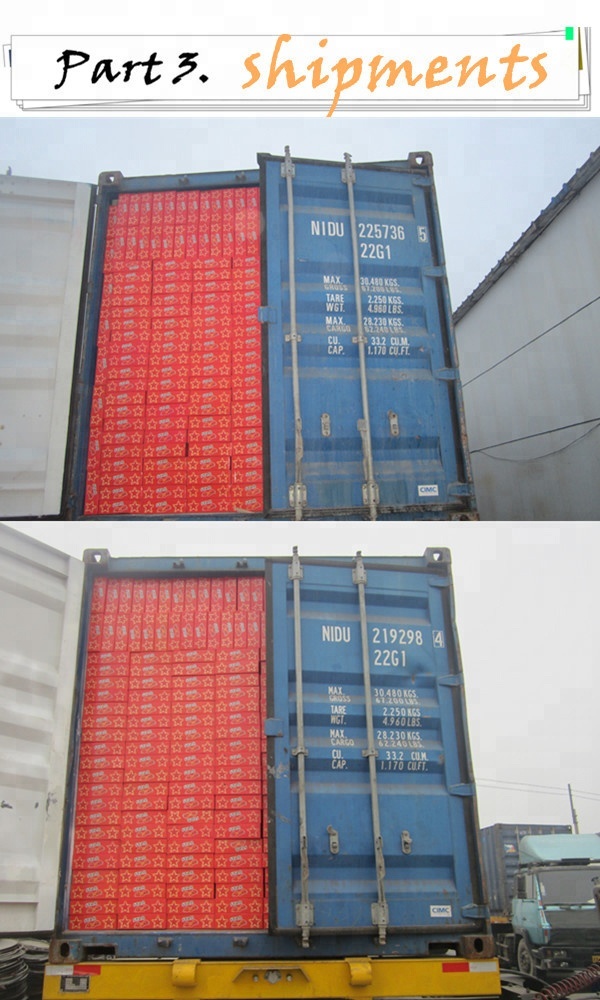 Part 3. shipments
NIDU 225736 5
22G1
MAX. 30.480 KGS.
GROSS 67.200 LBS.
TARE 2.250 KGS.
WGT. 4.960 LBS.
MAX. 28.230 KGS.
CARGO 62.240 LBS.
CU. 33.2 CU.M.
CAP. 1.170 CU.FT.
CIMC
NIDU 219298 4
22G1
MAX. 30.480 KGS.
GROSS 67.200 LBS.
TARE 2.250 KGS
WGT. 4.960 LBS.
MAX. 28.230 KGS.
CARGO 62.240 LBS.
CU. 33.2 CU.M.
CAP. 1.170 CU.FT.
CIMC